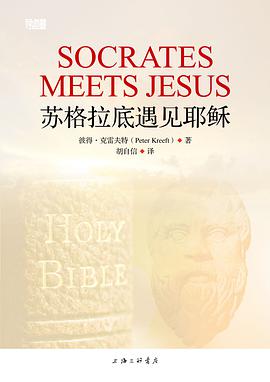 SOCRATES
MEETS JESUS
苏格拉底遇见耶稣
彼得·克雷夫特（Peter Kreeft）◆ 著
胡自信 ◆ 译
HOLY
BIBLE
上海三联书店